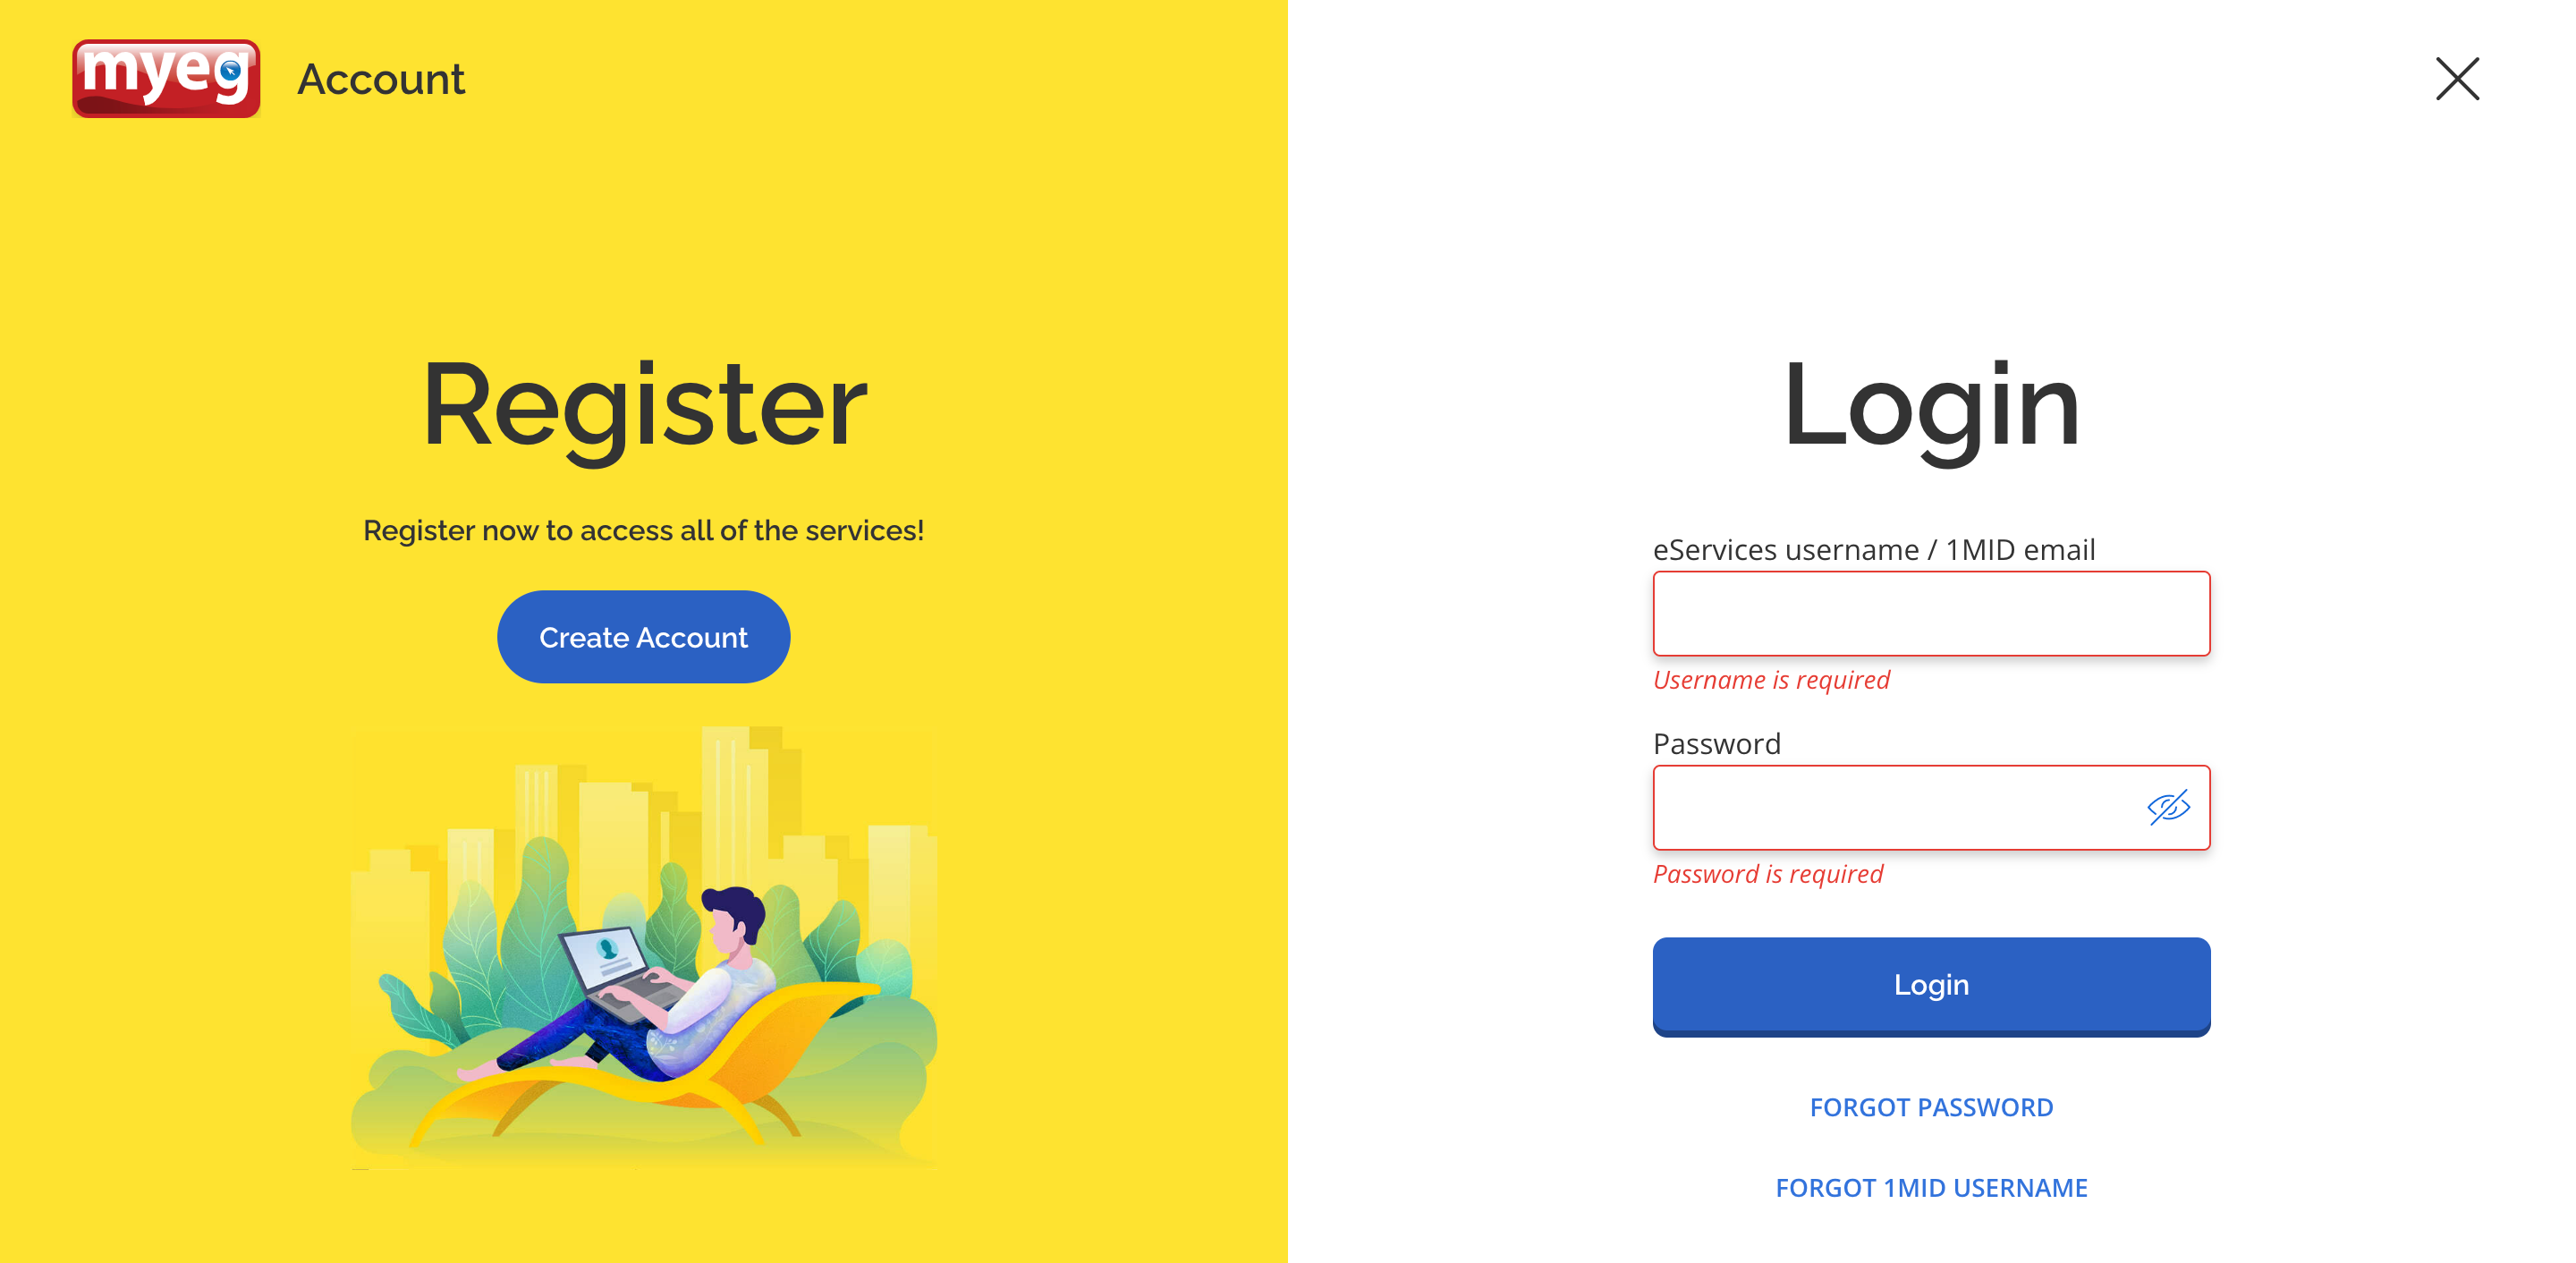 myeg
Account
Register
Register now to access all of the services!
Create Account
Login
eServices username / 1MID email
Username is required
Password
Password is required
Login
FORGOT PASSWORD
FORGOT 1MID USERNAME